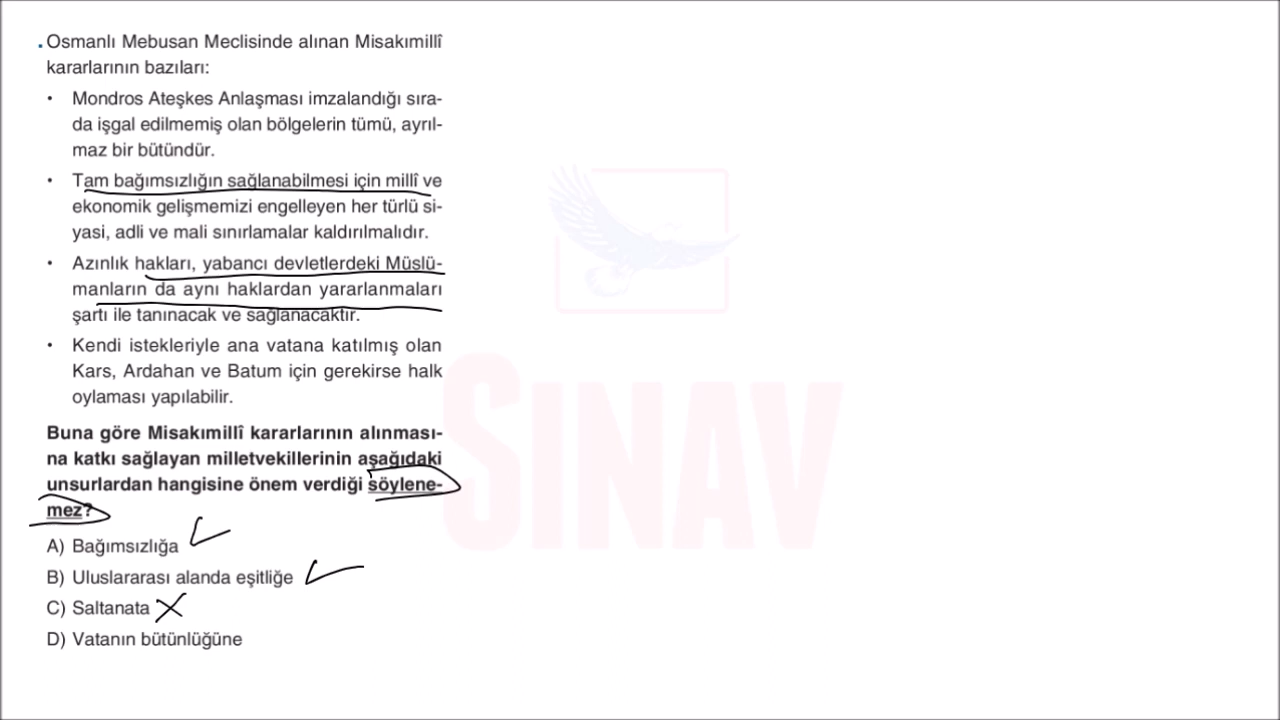 Osmanlı Mebusan Meclisinde alınan Misakımillî
kararlarının bazıları:
• Mondros Ateşkes Anlaşması imzalandığı sıra-
da işgal edilmemiş olan bölgelerin tümü, ayrıl-
maz bir bütündür.
• Tam bağımsızlığın sağlanabilmesi için millî ve
ekonomik gelişmemizi engelleyen her türlü si-
yasi, adli ve mali sınırlamalar kaldırılmalıdır.
• Azınlık hakları, yabancı devletlerdeki Müslü-
manların da aynı haklardan yararlanmaları
şartı ile tanınacak ve sağlanacaktır.
• Kendi istekleriyle ana vatana katılmış olan
Kars, Ardahan ve Batum için gerekirse halk
oylaması yapılabilir.
Buna göre Misakımillî kararlarının alınması-
na katkı sağlayan milletvekillerinin aşağıdaki
unsurlardan hangisine önem verdiği söylene-
mez?
A) Bağımsızlığa
B) Uluslararası alanda eşitliğe
C) Saltanata
D) Vatanın bütünlüğüne
SINAV